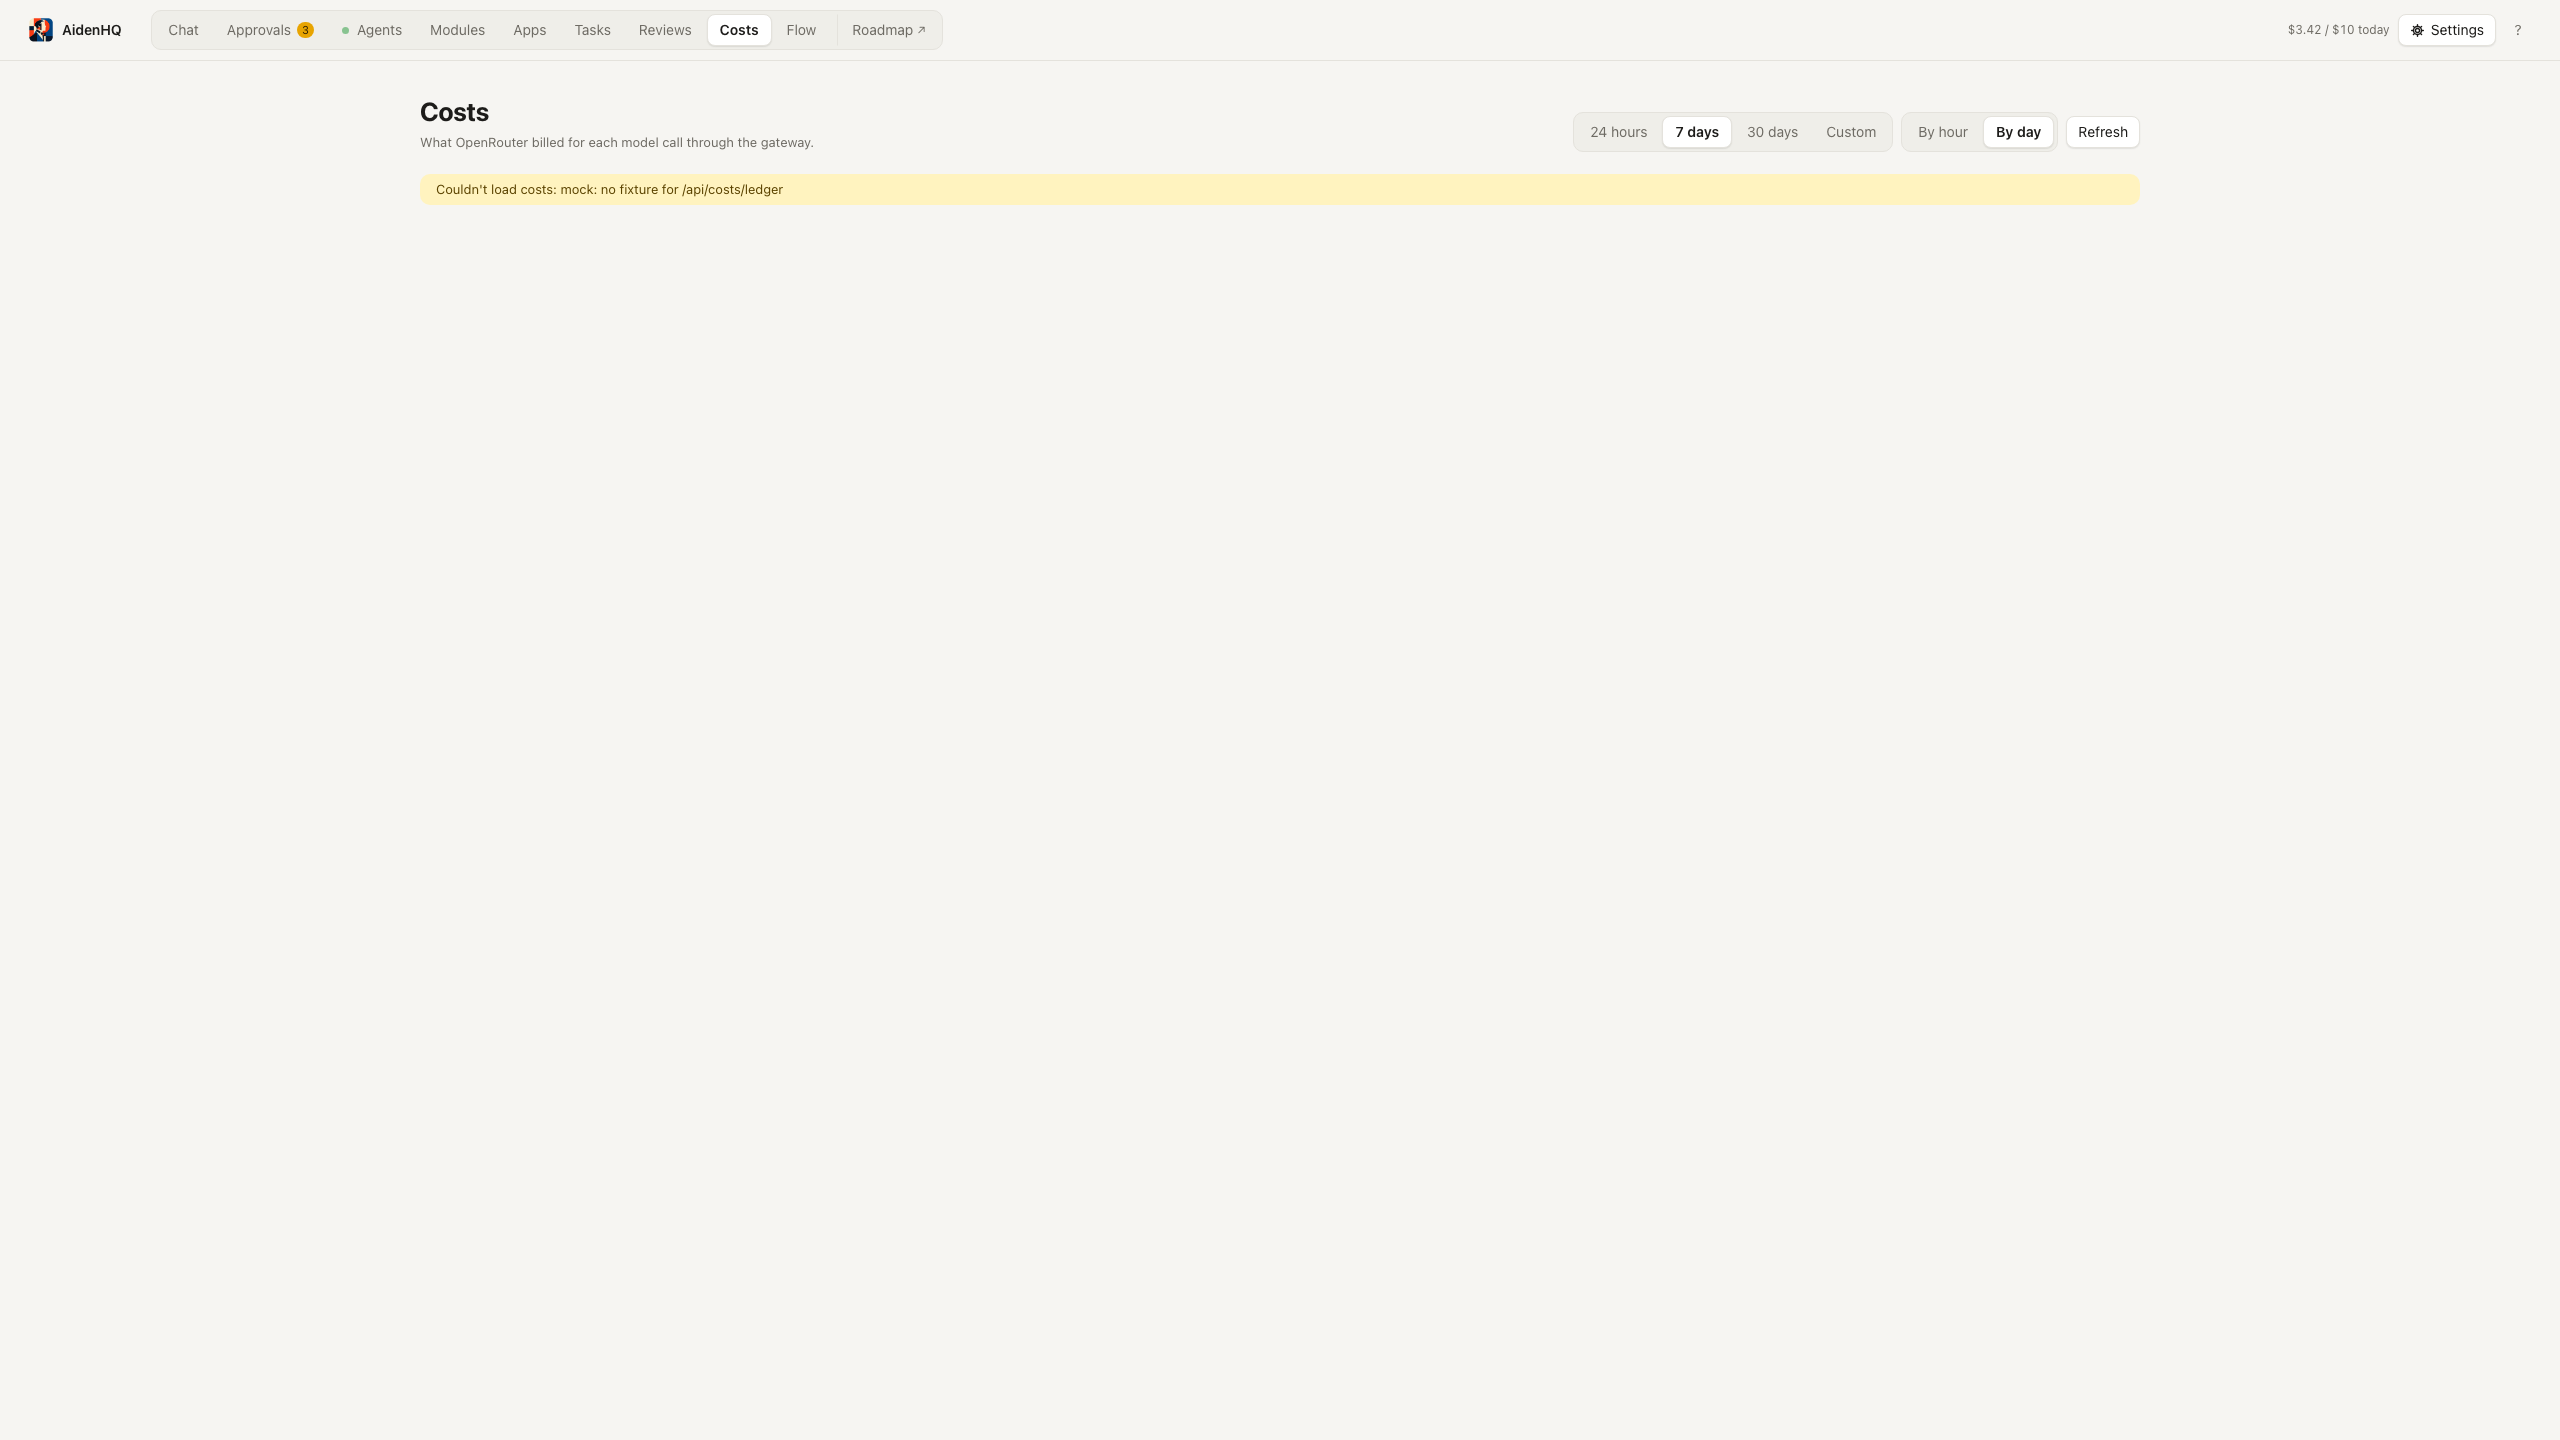 AidenHQ
Chat
Approvals 3
Agents
Modules
Apps
Tasks
Reviews
Costs
Flow
Roadmap ↗
$3.42 / $10 today
Settings
?
Costs
What OpenRouter billed for each model call through the gateway.
24 hours
7 days
30 days
Custom
By hour
By day
Refresh
Couldn't load costs: mock: no fixture for /api/costs/ledger